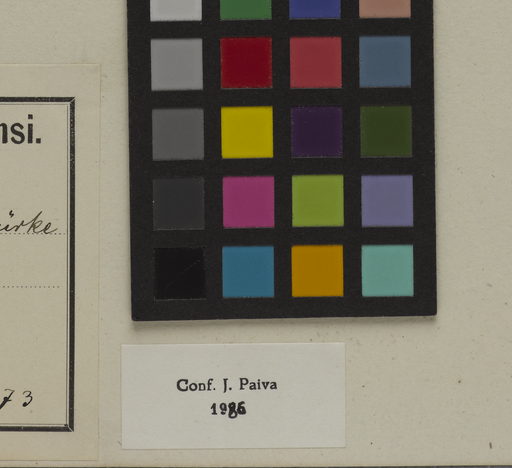 nsi.
ürke
73
Conf. J. Paiva
1986